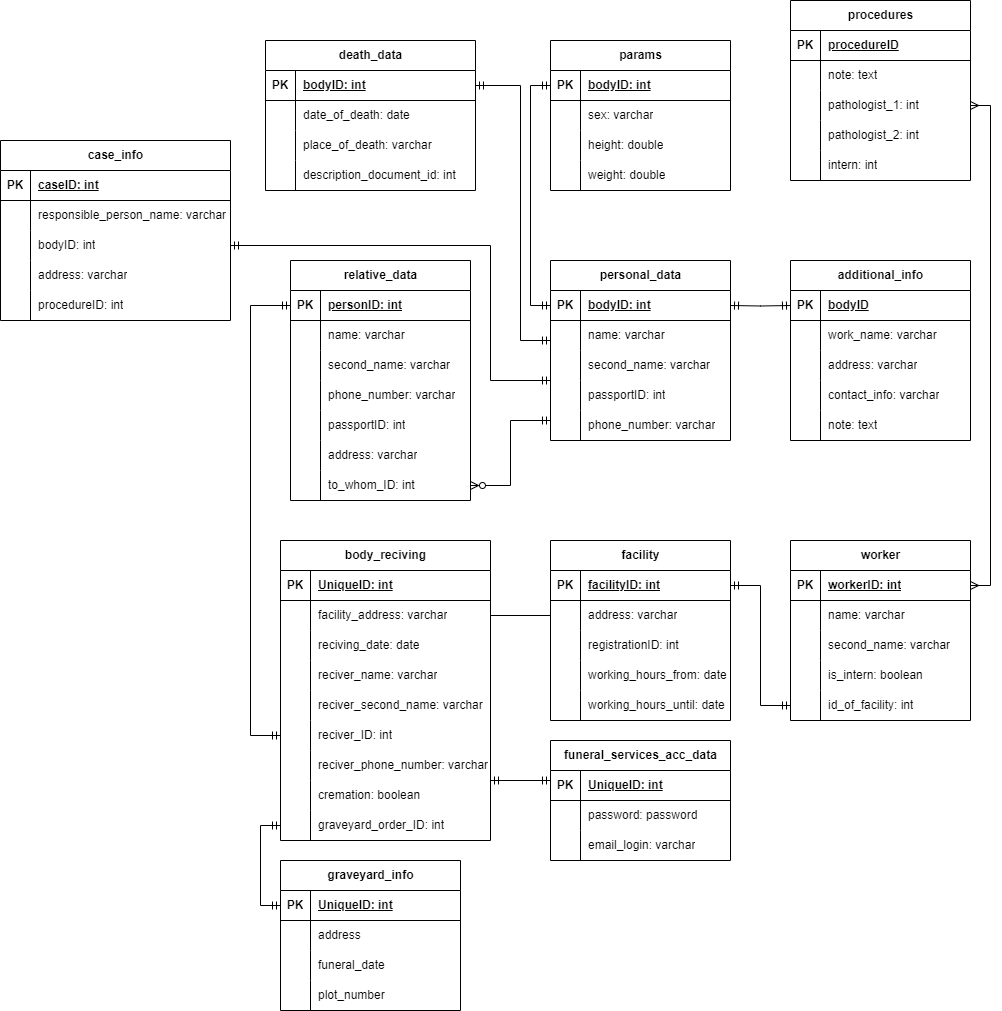 procedures
PK procedureID
note: text
pathologist_1: int
pathologist_2: int
intern: int
death_data
PK bodyID: int
date_of_death: date
place_of_death: varchar
description_document_id: int
params
PK bodyID: int
sex: varchar
height: double
weight: double
case_info
PK caseID: int
responsible_person_name: varchar
bodyID: int
address: varchar
procedureID: int
relative_data
PK personID: int
name: varchar
second_name: varchar
phone_number: varchar
passportID: int
address: varchar
to_whom_ID: int
personal_data
PK bodyID: int
name: varchar
second_name: varchar
passportID: int
phone_number: varchar
additional_info
PK bodyID
work_name: varchar
address: varchar
contact_info: varchar
note: text
body_reciving
PK UniqueID: int
facility_address: varchar
reciving_date: date
reciver_name: varchar
reciver_second_name: varchar
reciver_ID: int
reciver_phone_number: varchar
cremation: boolean
graveyard_order_ID: int
facility
PK facilityID: int
address: varchar
registrationID: int
working_hours_from: date
working_hours_until: date
worker
PK workerID: int
name: varchar
second_name: varchar
is_intern: boolean
id_of_facility: int
funeral_services_acc_data
PK UniqueID: int
password: password
email_login: varchar
graveyard_info
PK UniqueID: int
address
funeral_date
plot_number